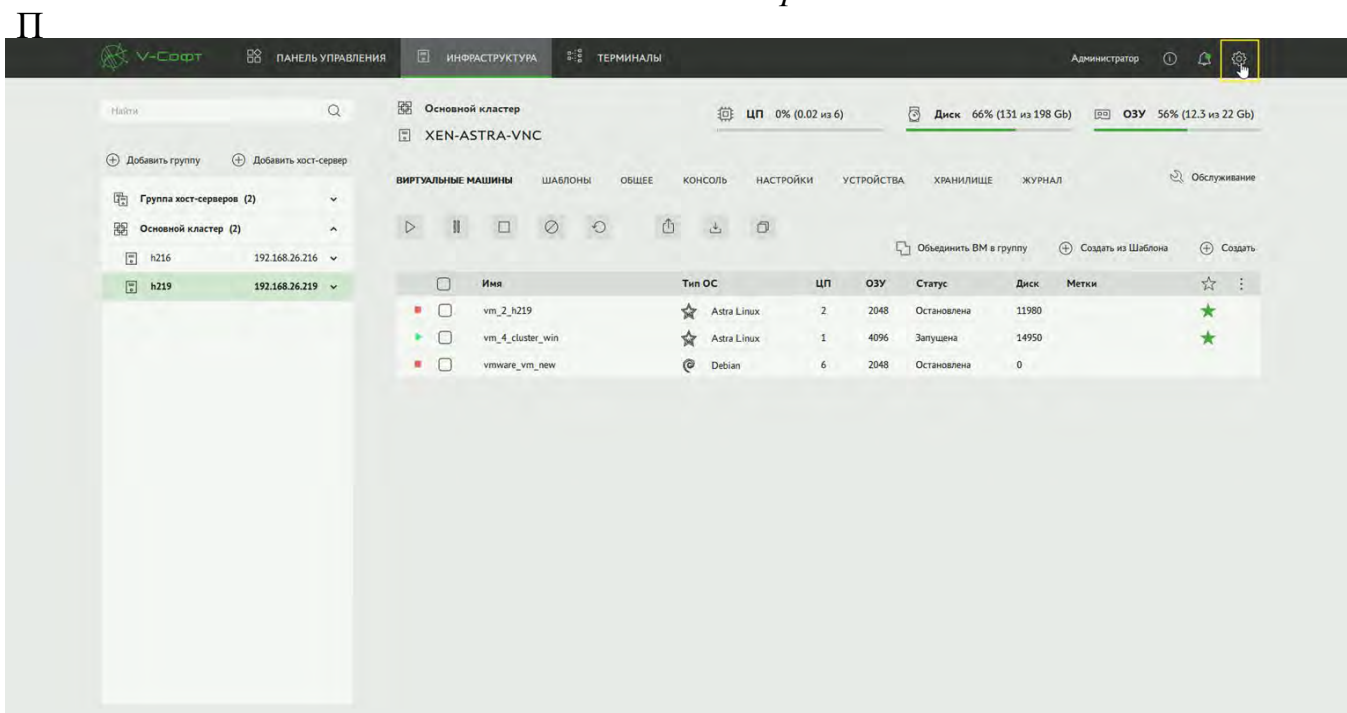 П
V-Софт ПАНЕЛЬ УПРАВЛЕНИЯ ИНФРАСТРУКТУРА ТЕРМИНАЛЫ Администратор
Найти
Основной кластер ЦП 0% (0.02 из 6) Диск 66% (131 из 198 Gb) ОЗУ 56% (12.3 из 22 Gb)
XEN-ASTRA-VNC
Добавить группу Добавить хост-сервер
ВИРТУАЛЬНЫЕ МАШИНЫ ШАБЛОНЫ ОБЩЕЕ КОНСОЛЬ НАСТРОЙКИ УСТРОЙСТВА ХРАНИЛИЩЕ ЖУРНАЛ Обслуживание
Группа хост-серверов (2)
Основной кластер (2)
Объединить ВМ в группу Создать из Шаблона Создать
h216 192.168.26.216
h219 192.168.26.219
Имя Тип ОС ЦП ОЗУ Статус Диск Метки
vm_2_h219 Astra Linux 2 2048 Остановлена 11980
vm_4_cluster_win Astra Linux 1 4096 Запущена 14950
vmware_vm_new Debian 6 2048 Остановлена 0